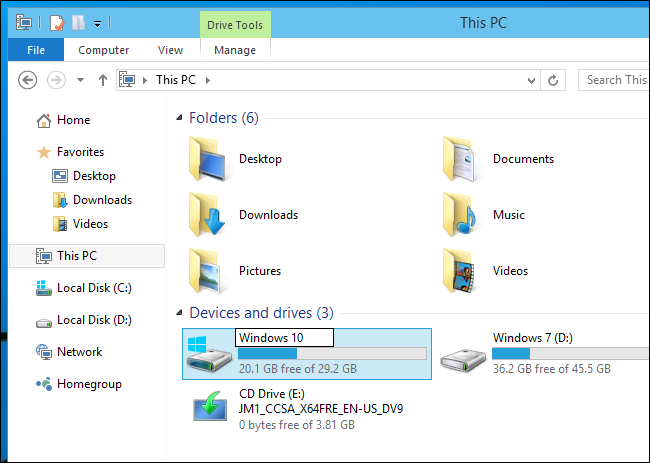 Drive Tools
This PC
File
Computer
View
Manage
This PC
Search This
Home
Favorites
Desktop
Downloads
Videos
This PC
Local Disk (C:)
Local Disk (D:)
Network
Homegroup
Folders (6)
Desktop
Documents
Downloads
Music
Pictures
Videos
Devices and drives (3)
Windows 10
20.1 GB free of 29.2 GB
Windows 7 (D:)
36.2 GB free of 45.5 GB
CD Drive (E:)
JM1_CCSA_X64FRE_EN-US_DV9
0 bytes free of 3.81 GB